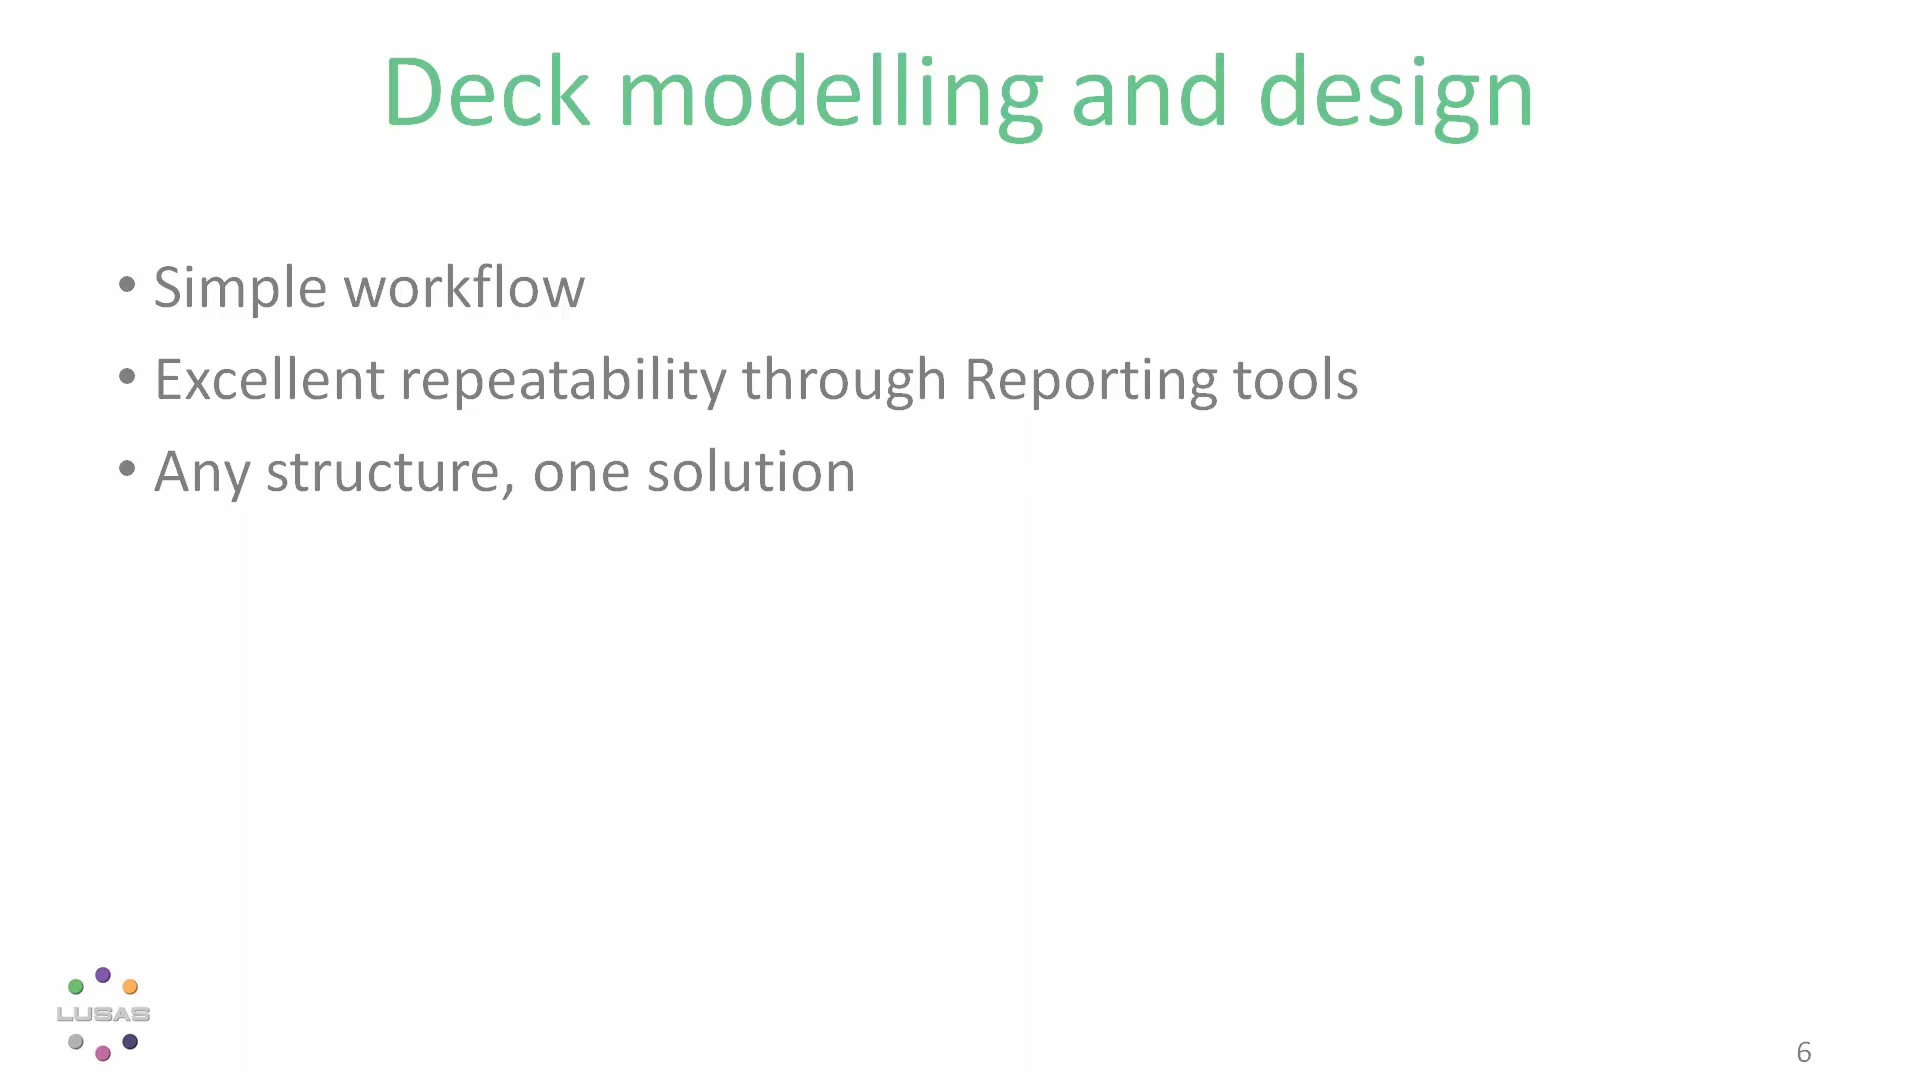 Deck modelling and design
• Simple workflow
• Excellent repeatability through Reporting tools
• Any structure, one solution
LUSAS
6